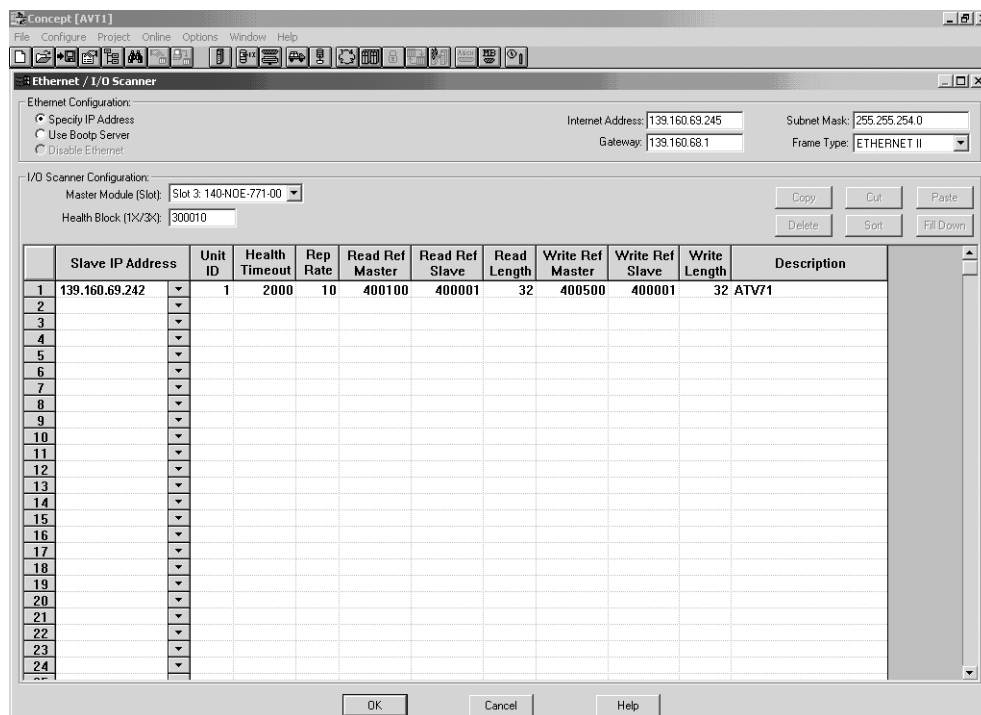 Concept [AVT1]
File Configure Project Online Options Window Help
Ethernet / I/O Scanner
Ethernet Configuration:
Specify IP Address
Use Bootp Server
Disable Ethernet
Internet Address: 139.160.69.245
Gateway: 139.160.68.1
Subnet Mask: 255.255.254.0
Frame Type: ETHERNET II
I/O Scanner Configuration:
Master Module (Slot): Slot 3: 140-NOE-771-00
Health Block (1X/3X): 300010
Copy Cut Paste
Delete Sort Fill Down
Slave IP Address Unit ID Health Timeout Rep Rate Read Ref Master Read Ref Slave Read Length Write Ref Master Write Ref Slave Write Length Description
1 139.160.69.242 1 2000 10 400100 400001 32 400500 400001 32 ATV71
2
3
4
5
6
7
8
9
10
11
12
13
14
15
16
17
18
19
20
21
22
23
24
OK Cancel Help